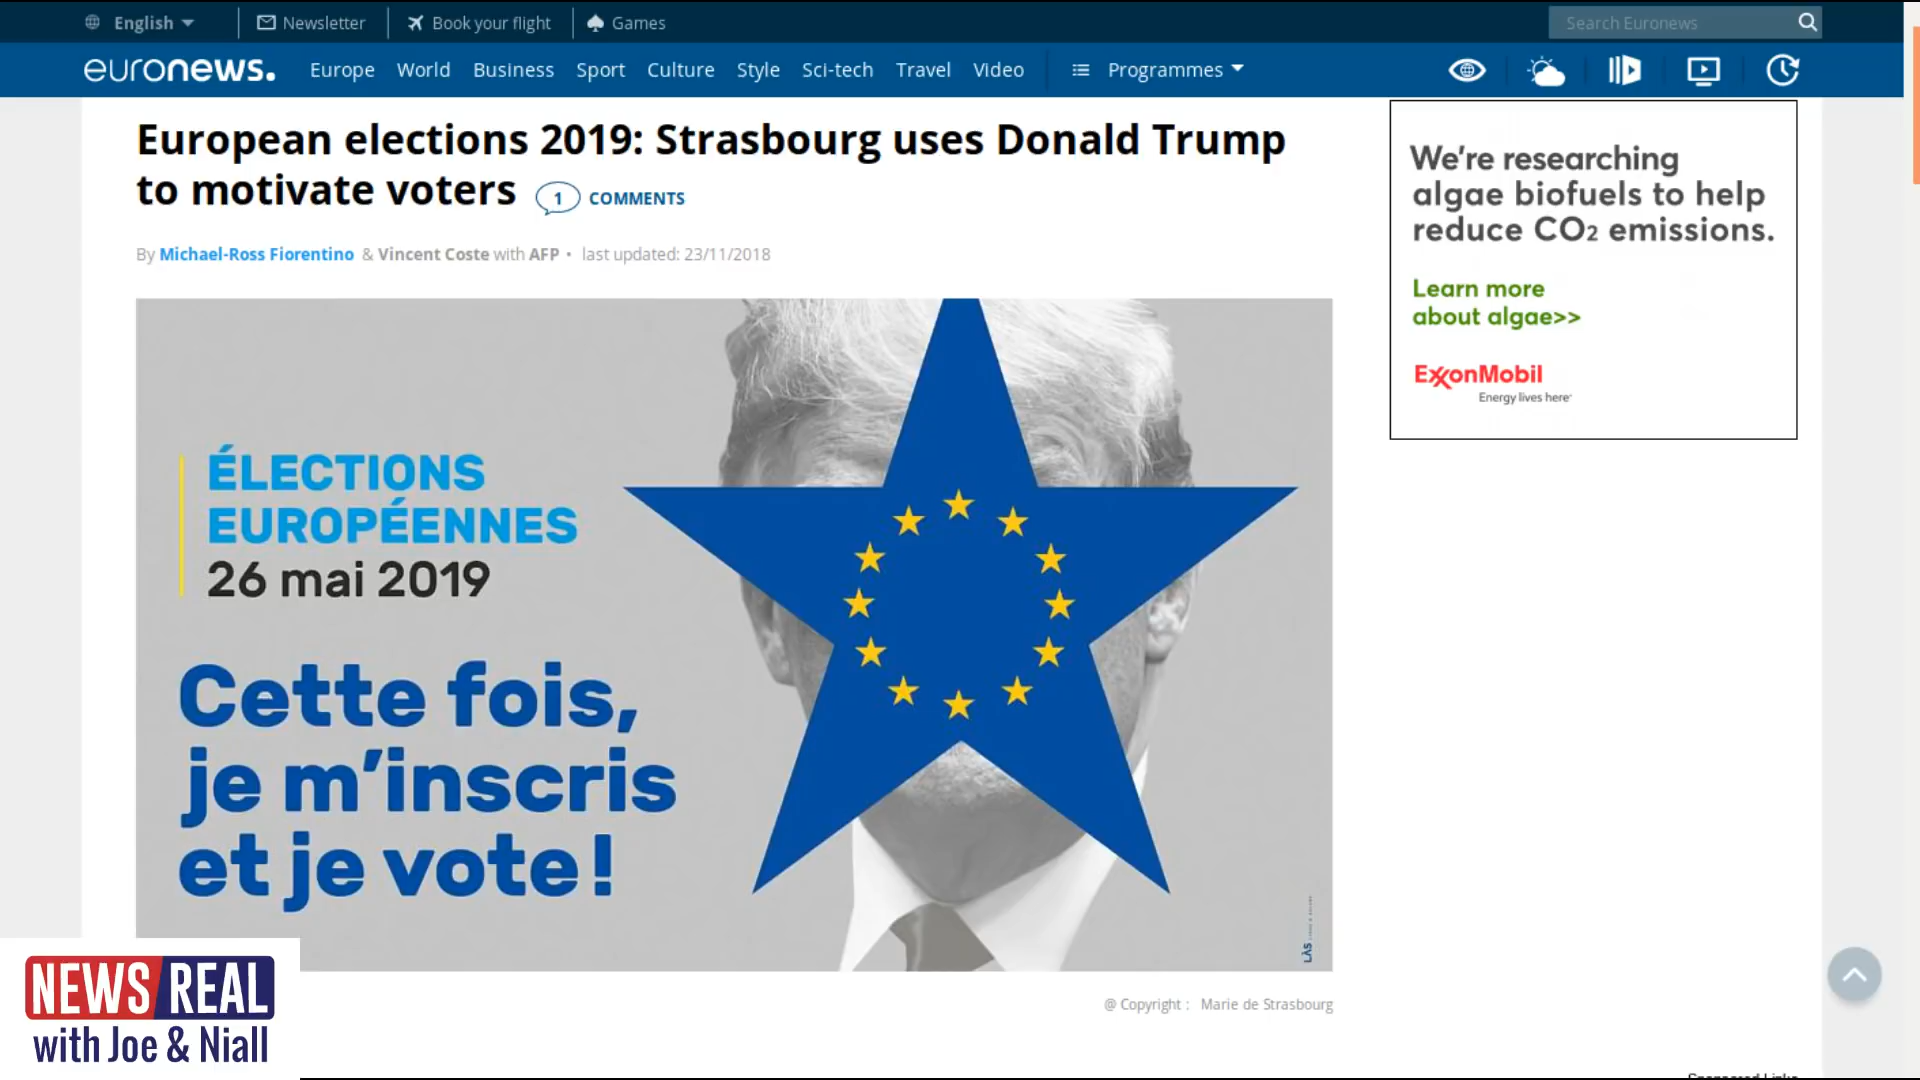 English
Newsletter
Book your flight
Games
Search Euronews
euronews.
Europe
World
Business
Sport
Culture
Style
Sci-tech
Travel
Video
Programmes
European elections 2019: Strasbourg uses Donald Trump
to motivate voters
1
COMMENTS
By Michael-Ross Fiorentino & Vincent Coste with AFP • last updated: 23/11/2018
We're researching
algae biofuels to help
reduce CO2 emissions.
Learn more
about algae>>
ExxonMobil
Energy lives here
ÉLECTIONS
EUROPÉENNES
26 mai 2019
Cette fois,
je m'inscris
et je vote !
LÀS
@ Copyright : Marie de Strasbourg
NEWS REAL
with Joe & Niall